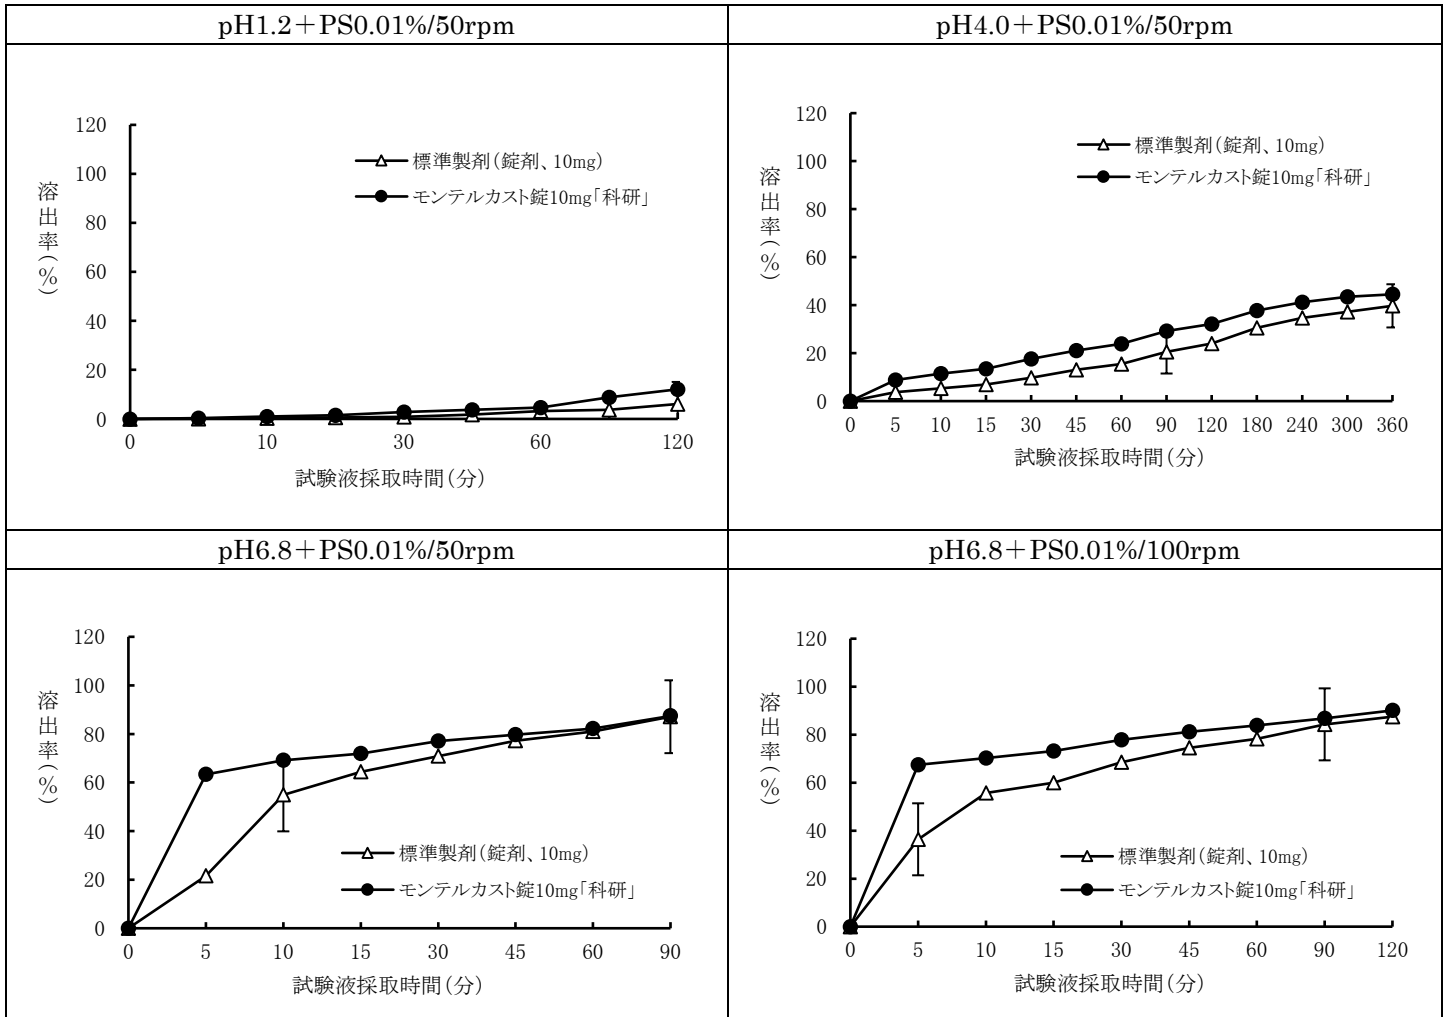 pH1.2＋PS0.01%/50rpm
120
100
80
60
40
20
0
溶出率(%)
標準製剤(錠剤、10mg)
モンテルカスト錠10mg「科研」
0 10 30 60 120
試験液採取時間(分)
pH4.0＋PS0.01%/50rpm
120
100
80
60
40
20
0
溶出率(%)
標準製剤(錠剤、10mg)
モンテルカスト錠10mg「科研」
0 5 10 15 30 45 60 90 120 180 240 300 360
試験液採取時間(分)
pH6.8＋PS0.01%/50rpm
120
100
80
60
40
20
0
溶出率(%)
標準製剤(錠剤、10mg)
モンテルカスト錠10mg「科研」
0 5 10 15 30 45 60 90
試験液採取時間(分)
pH6.8＋PS0.01%/100rpm
120
100
80
60
40
20
0
溶出率(%)
標準製剤(錠剤、10mg)
モンテルカスト錠10mg「科研」
0 5 10 15 30 45 60 90 120
試験液採取時間(分)